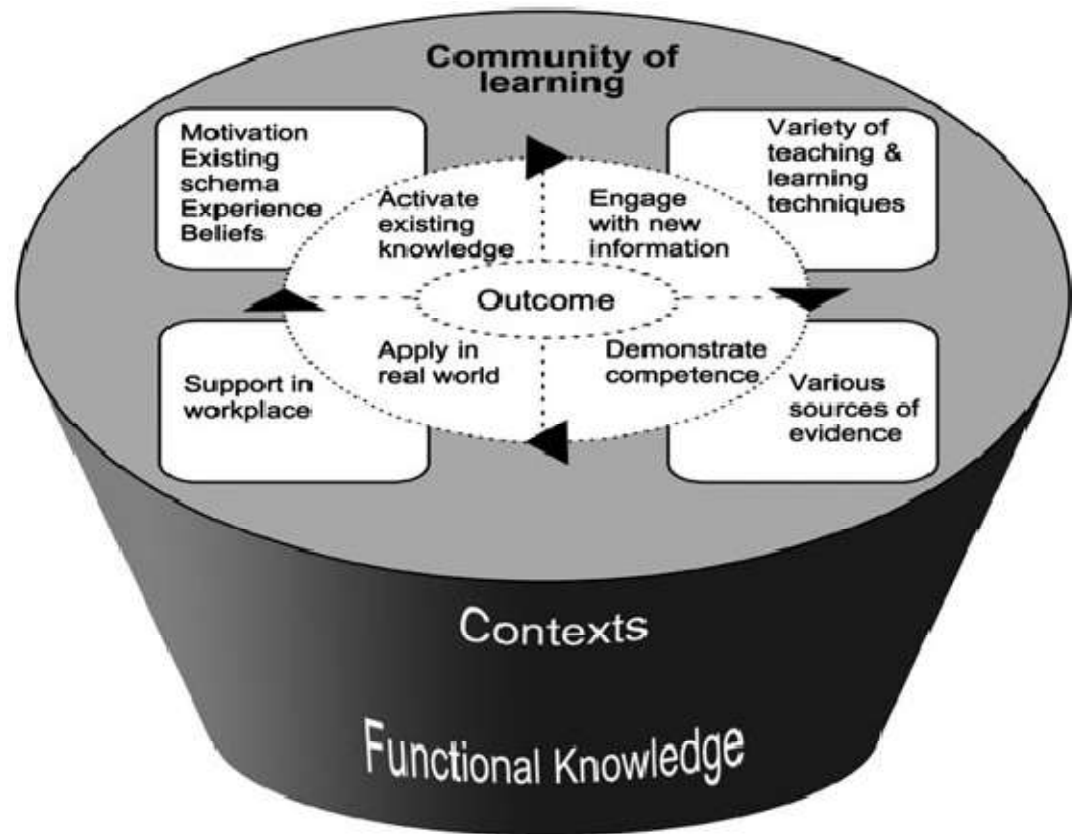 Community of
learning
Motivation
Existing
schema
Experience
Beliefs
Variety of
teaching &
learning
techniques
Activate
existing
knowledge
Engage
with new
information
Outcome
Apply in
real world
Demonstrate
competence
Support in
workplace
Various
sources of
evidence
Contexts
Functional Knowledge